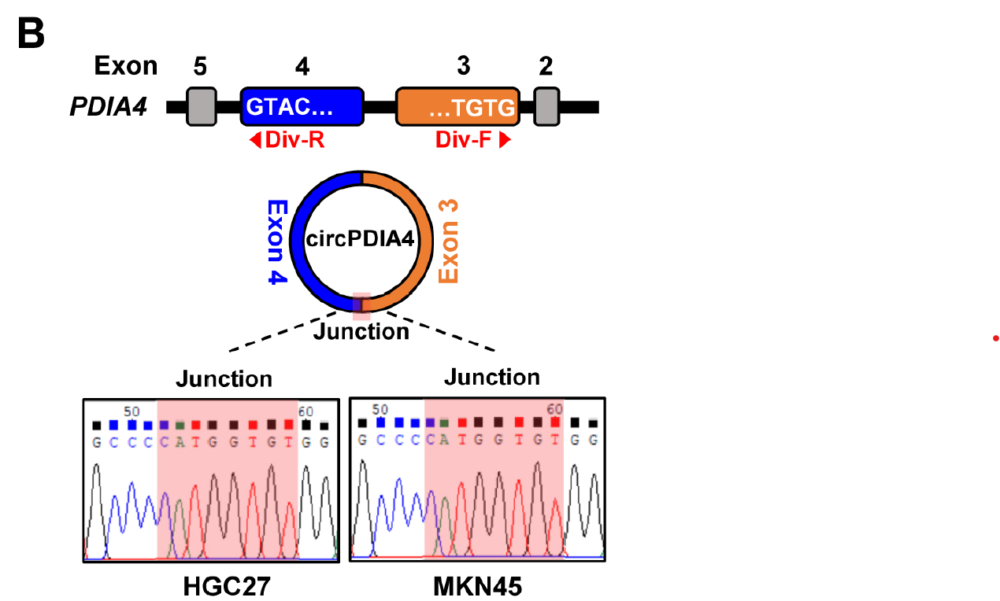 B
Exon 5 4 3 2
PDIA4 GTAC... ...TGTG
Div-R Div-F
Exon 4
circPDIA4
Exon 3
Junction
Junction
50 60
G C C C C A T G G T G T G G
HGC27
Junction
50 60
G C C C C A T G G T G T G G
MKN45